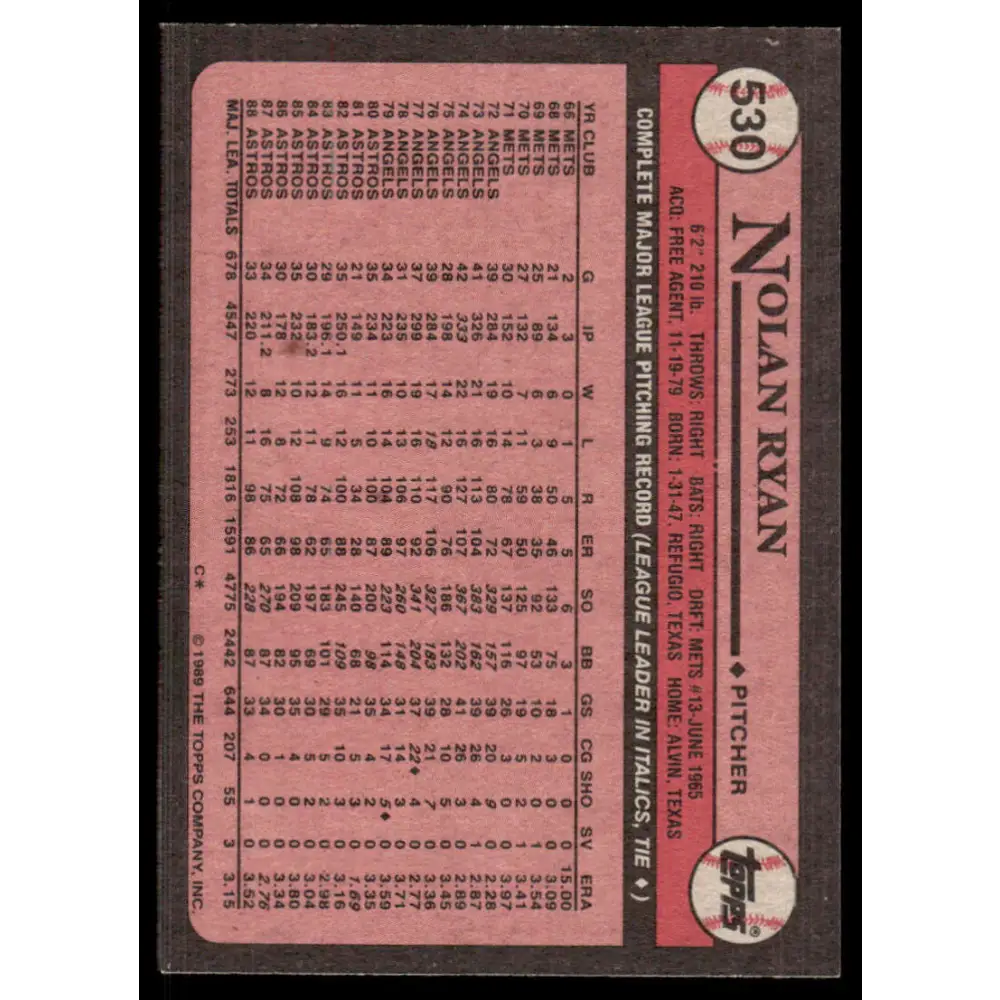 530
NOLAN RYAN ♦ PITCHER
topps®
6'2" 210 lb. THROWS: RIGHT BATS: RIGHT DRFT: METS #13-JUNE 1965
ACQ: FREE AGENT, 11-19-79 BORN: 1-31-47, REFUGIO, TEXAS HOME: ALVIN, TEXAS
COMPLETE MAJOR LEAGUE PITCHING RECORD (LEAGUE LEADER IN ITALICS, TIE ♦)
YR CLUB G IP W L R ER SO BB GS CG SHO SV ERA
66 METS 2 3 0 1 5 5 6 3 1 0 0 0 15.00
68 METS 21 134 6 9 50 46 133 75 18 3 0 0 3.09
69 METS 25 89 6 3 38 35 92 53 10 2 0 1 3.54
70 METS 27 132 7 11 59 50 125 97 19 5 2 1 3.41
71 METS 30 152 10 14 78 67 137 116 26 3 0 0 3.97
72 ANGELS 39 284 19 16 80 72 329 157 39 20 9 0 2.28
73 ANGELS 41 326 21 16 113 104 383 162 39 26 4 1 2.87
74 ANGELS 42 333 22 16 127 107 367 202 41 26 3 0 2.89
75 ANGELS 28 198 14 12 90 76 186 132 28 10 5 0 3.45
76 ANGELS 39 284 17 18 117 106 327 183 39 21 7 0 3.36
77 ANGELS 37 299 19 16 110 92 341 204 37 22♦ 4 0 2.77
78 ANGELS 31 235 10 13 106 97 260 148 31 14 3 0 3.71
79 ANGELS 34 223 16 14 104 89 223 114 34 17 5♦ 0 3.59
80 ASTROS 35 234 11 10 100 87 200 98 35 4 2 0 3.35
81 ASTROS 21 149 11 5 34 28 140 68 21 5 3 0 1.69
82 ASTROS 35 250.1 16 12 100 88 245 109 35 10 3 0 3.16
83 ASTROS 29 196.1 14 9 74 65 183 101 29 5 2 0 2.98
84 ASTROS 30 183.2 12 11 78 62 197 69 30 5 2 0 3.04
85 ASTROS 35 232 10 12 108 98 209 95 35 4 0 0 3.80
86 ASTROS 30 178 12 8 72 66 194 82 30 1 0 0 3.34
87 ASTROS 34 211.2 8 16 75 65 270 87 34 0 0 0 2.76
88 ASTROS 33 220 12 11 98 86 228 87 33 4 1 0 3.52
MAJ. LEA. TOTALS 678 4547 273 253 1816 1591 4775 2442 644 207 55 3 3.15
C* © 1989 THE TOPPS COMPANY, INC.